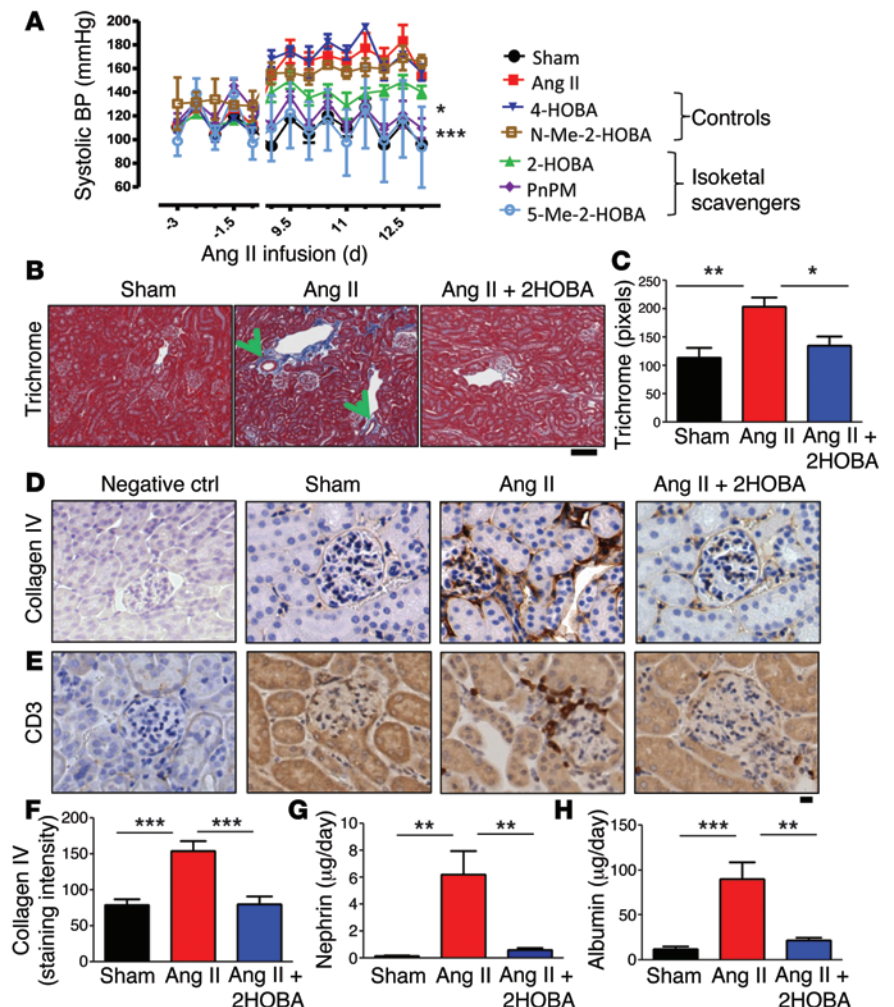 A
Systolic BP (mmHg)
200
180
160
140
120
100
80
60
-3
-1.5
9.5
11
12.5
Ang II infusion (d)
*
***
Sham
Ang II
4-HOBA
N-Me-2-HOBA
2-HOBA
PnPM
5-Me-2-HOBA
Controls
Isoketal
scavengers
B
Sham
Ang II
Ang II + 2HOBA
Trichrome
C
Trichrome (pixels)
250
200
150
100
50
0
**
*
Sham
Ang II
Ang II +
2HOBA
D
Negative ctrl
Sham
Ang II
Ang II + 2HOBA
Collagen IV
E
CD3
F
Collagen IV
(staining intensity)
200
150
100
50
0
***
***
Sham
Ang II
Ang II +
2HOBA
G
Nephrin (µg/day)
10
8
6
4
2
0
**
**
Sham
Ang II
Ang II +
2HOBA
H
Albumin (µg/day)
150
100
50
0
***
**
Sham
Ang II
Ang II +
2HOBA